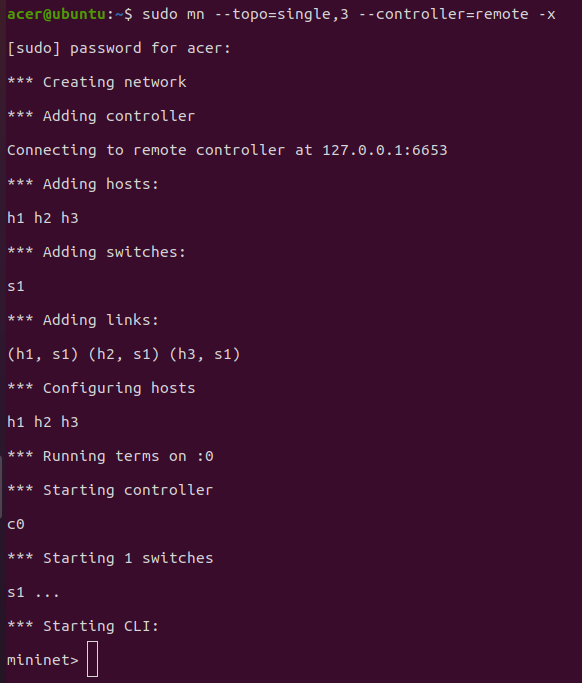 acer@ubuntu:~$ sudo mn --topo=single,3 --controller=remote -x
[sudo] password for acer:
*** Creating network
*** Adding controller
Connecting to remote controller at 127.0.0.1:6653
*** Adding hosts:
h1 h2 h3
*** Adding switches:
s1
*** Adding links:
(h1, s1) (h2, s1) (h3, s1)
*** Configuring hosts
h1 h2 h3
*** Running terms on :0
*** Starting controller
c0
*** Starting 1 switches
s1 ...
*** Starting CLI:
mininet>